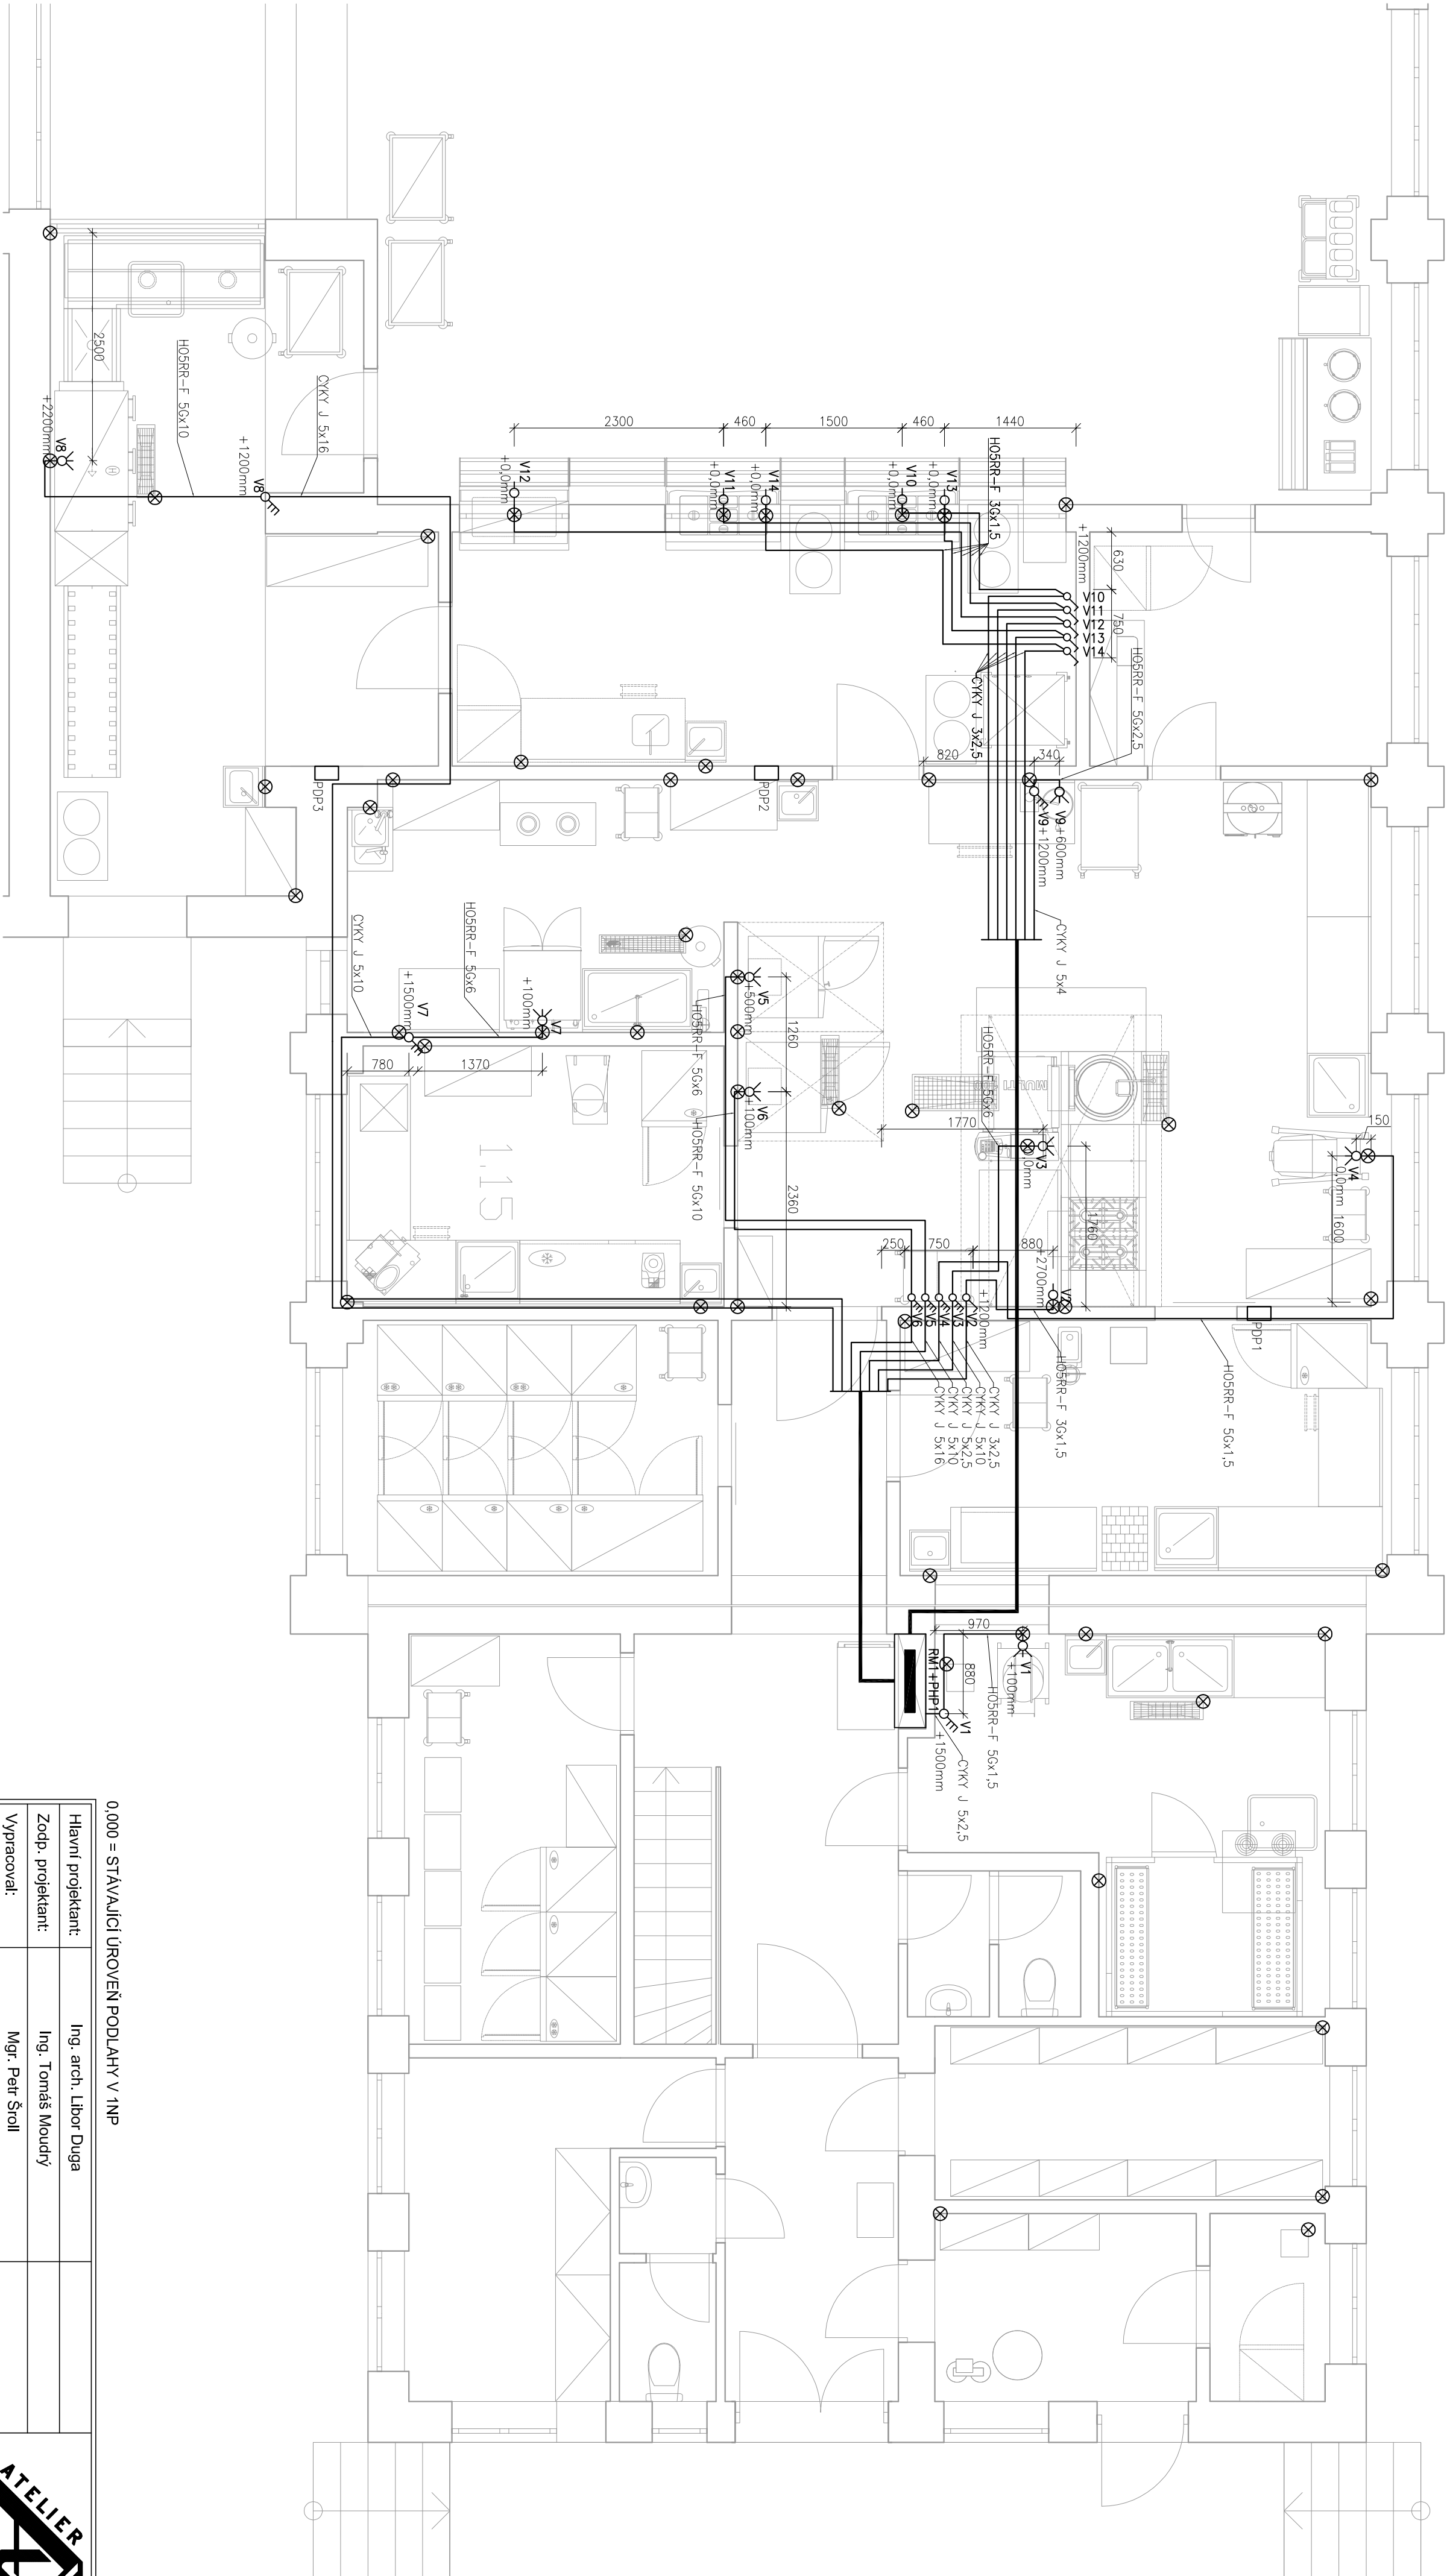 2500
H05RR-F 5Gx10
CYKY J 5x16
+2200mm
V8
+1200mm
V8
2300
460
1500
460
1440
V12
+0,0mm
V11
+0,0mm
V14
+0,0mm
V10
+0,0mm
V13
+0,0mm
H05RR-F 3Gx1,5
+1200mm
630
750
V10
V11
V12
V13
V14
H05RR-F 5Gx2,5
CYKY J 3x2,5
820
340
PDP3
PDP2
V9+600mm
V9+1200mm
CYKY J 5x4
CYKY J 5x10
H05RR-F 5Gx6
+1500mm
V7
+100mm
V7
780
1370
V5
+500mm
H05RR-F 5Gx6
1260
V6
+100mm
H05RR-F 5Gx10
2360
1.15
H05RR-F 5Gx6
MULTI
1770
V3
1760
150
V4
0,0mm
1600
250
750
880
+2700mm
V2
+1200mm
V6
V5
V4
V3
V2
PDP1
H05RR-F 3Gx1,5
H05RR-F 5Gx1,5
CYKY J 3x2,5
CYKY J 5x10
CYKY J 5x2,5
CYKY J 5x10
CYKY J 5x16
970
880
RM1+PHP1
V1
+100mm
H05RR-F 5Gx1,5
V1
+1500mm
CYKY J 5x2,5
0,000 = STÁVAJÍCÍ ÚROVEŇ PODLAHY V 1NP
Hlavní projektant:
Ing. arch. Libor Duga
Zodp. projektant:
Ing. Tomáš Moudrý
Vypracoval:
Mgr. Petr Šroll
ATELIER